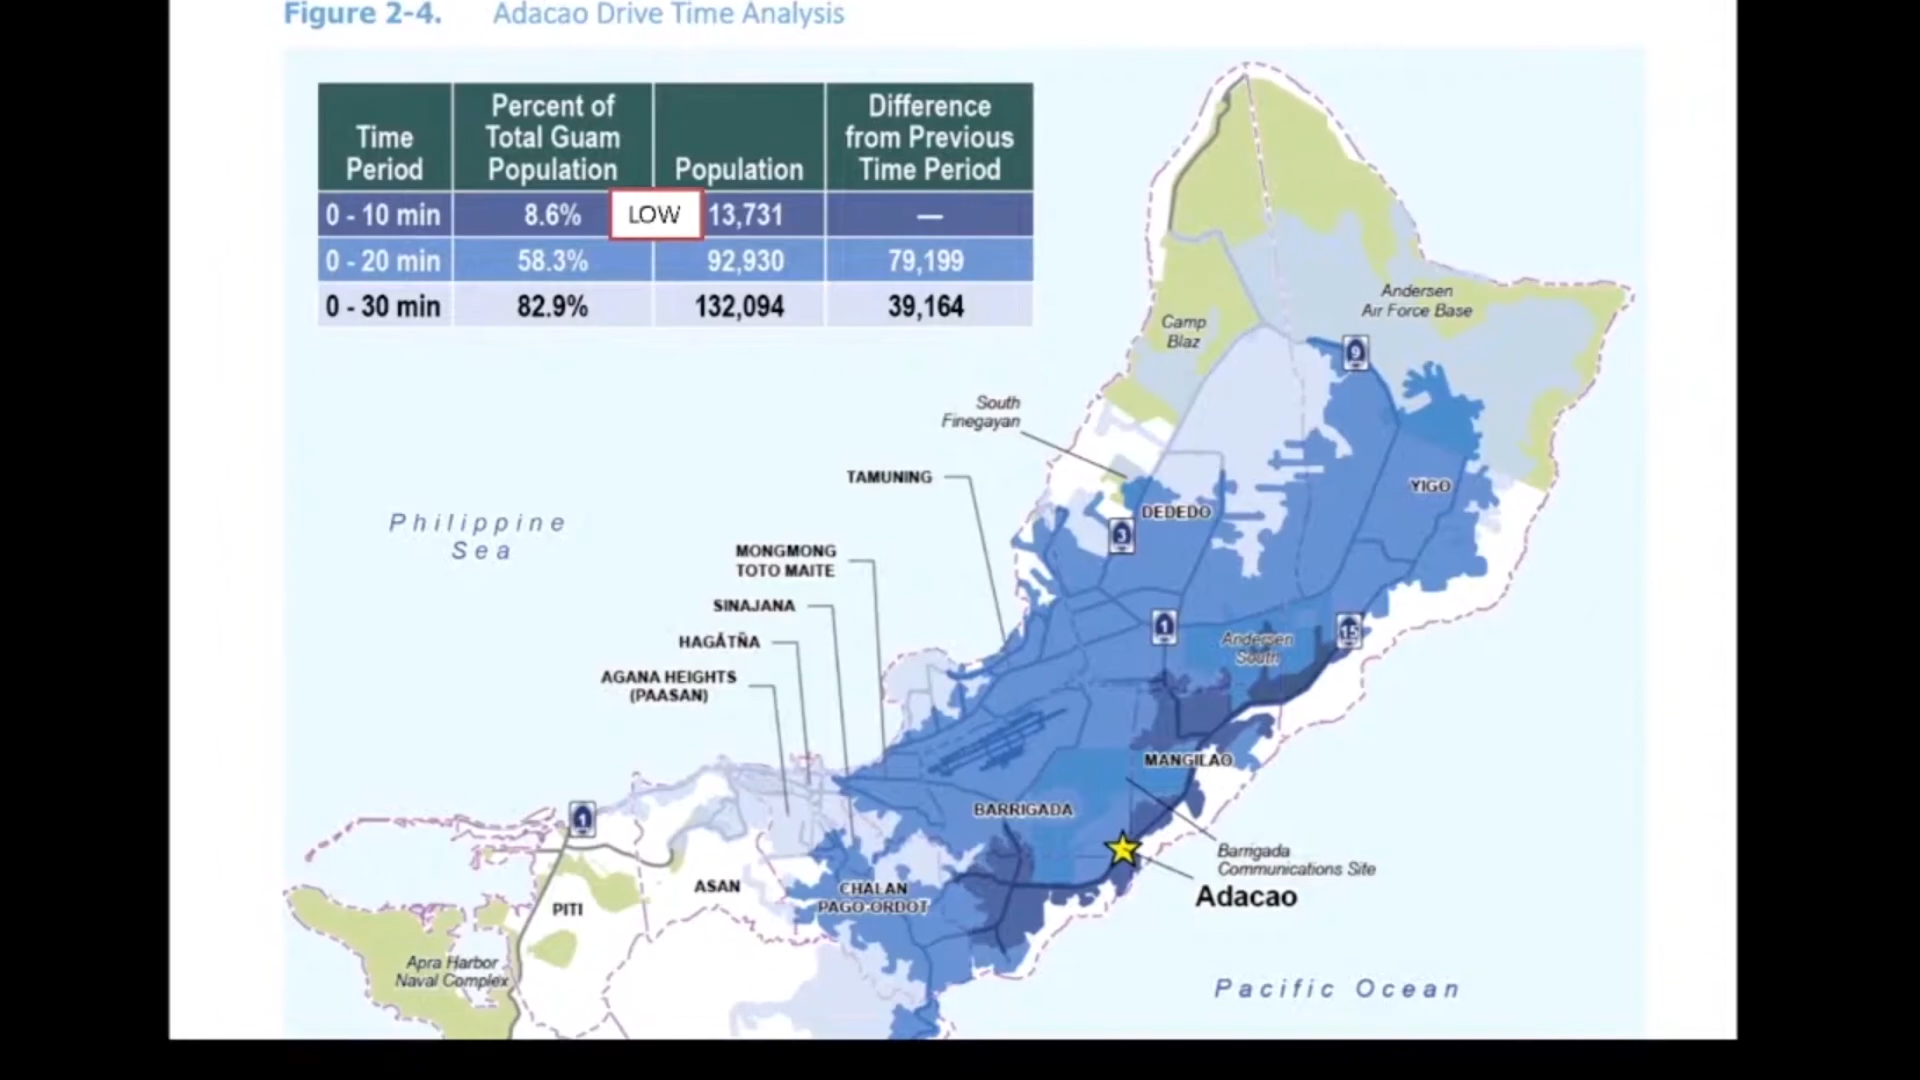 Figure 2-4. Adacao Drive Time Analysis
Time Period
Percent of Total Guam Population
Population
Difference from Previous Time Period
0 - 10 min 8.6% LOW 13,731 —
0 - 20 min 58.3% 92,930 79,199
0 - 30 min 82.9% 132,094 39,164
Andersen
Air Force Base
Camp
Blaz
9
South
Finegayan
TAMUNING
YIGO
DEDEDO
3
Philippine
Sea
MONGMONG
TOTO MAITE
SINAJANA
HAGÅTÑA
AGANA HEIGHTS
(PAASAN)
1
15
Andersen
South
MANGILAO
BARRIGADA
1
Barrigada
Communications Site
Adacao
ASAN
CHALAN
PAGO-ORDOT
PITI
Apra Harbor
Naval Complex
Pacific Ocean